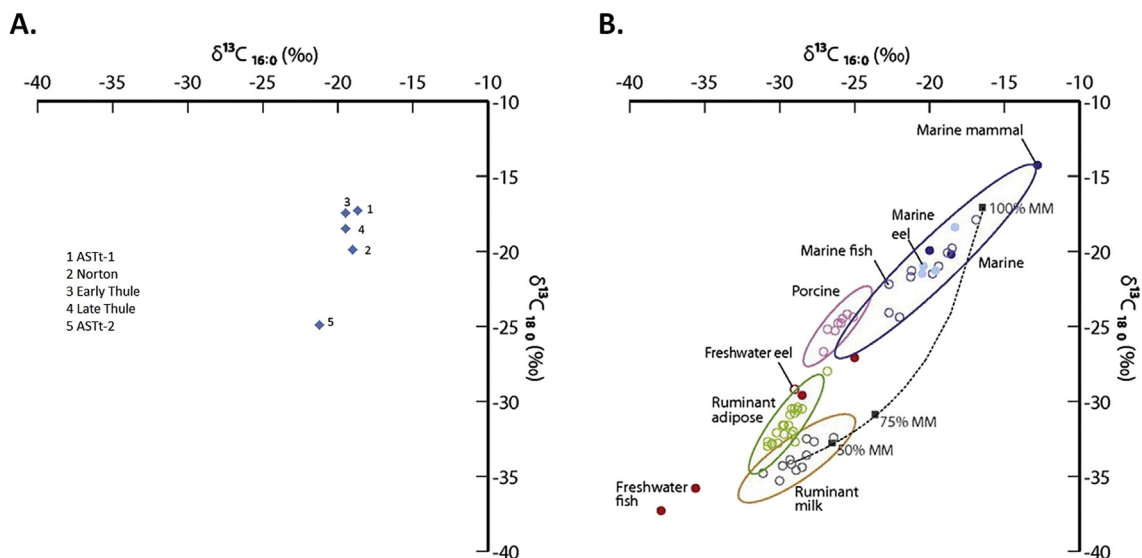 A.
δ¹³C 16:0 (‰)
-40 -35 -30 -25 -20 -15 -10
-10
-15
-20
-25
-30
-35
-40
δ¹³C 18 0 (‰)
3 1
4
2
5
1 ASTt-1
2 Norton
3 Early Thule
4 Late Thule
5 ASTt-2
B.
δ¹³C 16:0 (‰)
-40 -35 -30 -25 -20 -15 -10
-10
-15
-20
-25
-30
-35
-40
δ¹³C 18 0 (‰)
Marine mammal
100% MM
Marine
eel
Marine fish
Marine
Porcine
Freshwater eel
Ruminant
adipose
75% MM
50% MM
Freshwater
fish
Ruminant
milk